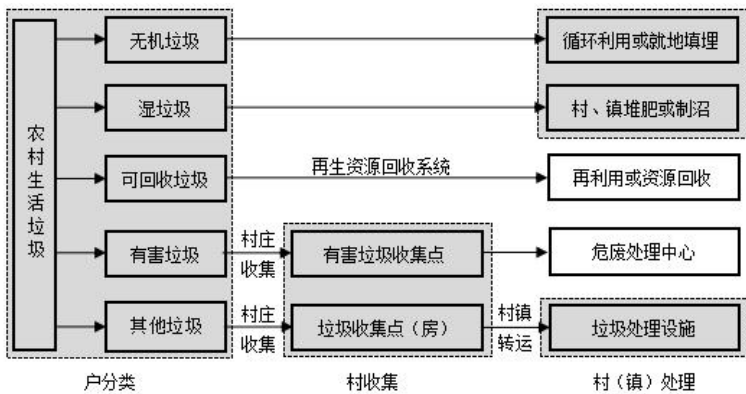 农村生活垃圾
无机垃圾
循环利用或就地填埋
湿垃圾
村、镇堆肥或制沼
可回收垃圾
再生资源回收系统
再利用或资源回收
有害垃圾
村庄
收集
有害垃圾收集点
危废处理中心
其他垃圾
村庄
收集
垃圾收集点（房）
村镇
转运
垃圾处理设施
户分类
村收集
村（镇）处理